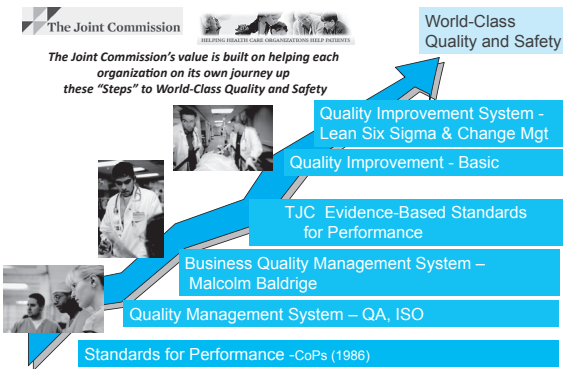 The Joint Commission
HELPING HEALTH CARE ORGANIZATIONS HELP PATIENTS
The Joint Commission's value is built on helping each
organization on its own journey up
these “Steps” to World-Class Quality and Safety
World-Class
Quality and Safety
Quality Improvement System -
Lean Six Sigma & Change Mgt
Quality Improvement - Basic
TJC Evidence-Based Standards
for Performance
Business Quality Management System –
Malcolm Baldrige
Quality Management System – QA, ISO
Standards for Performance -CoPs (1986)